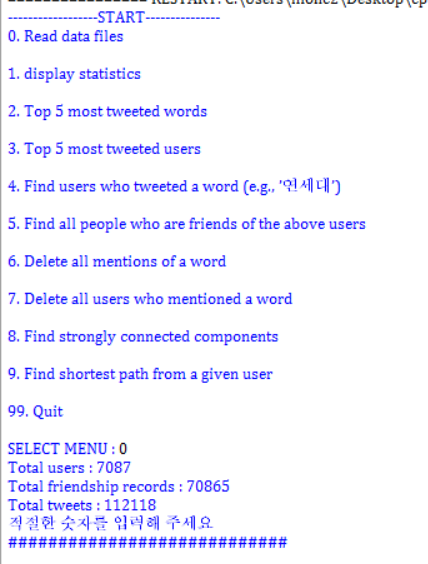 RESTART: C:\Users\
------------------START---------------
0. Read data files
1. display statistics
2. Top 5 most tweeted words
3. Top 5 most tweeted users
4. Find users who tweeted a word (e.g., '연세대')
5. Find all people who are friends of the above users
6. Delete all mentions of a word
7. Delete all users who mentioned a word
8. Find strongly connected components
9. Find shortest path from a given user
99. Quit
SELECT MENU : 0
Total users : 7087
Total friendship records : 70865
Total tweets : 112118
적절한 숫자를 입력해 주세요
############################